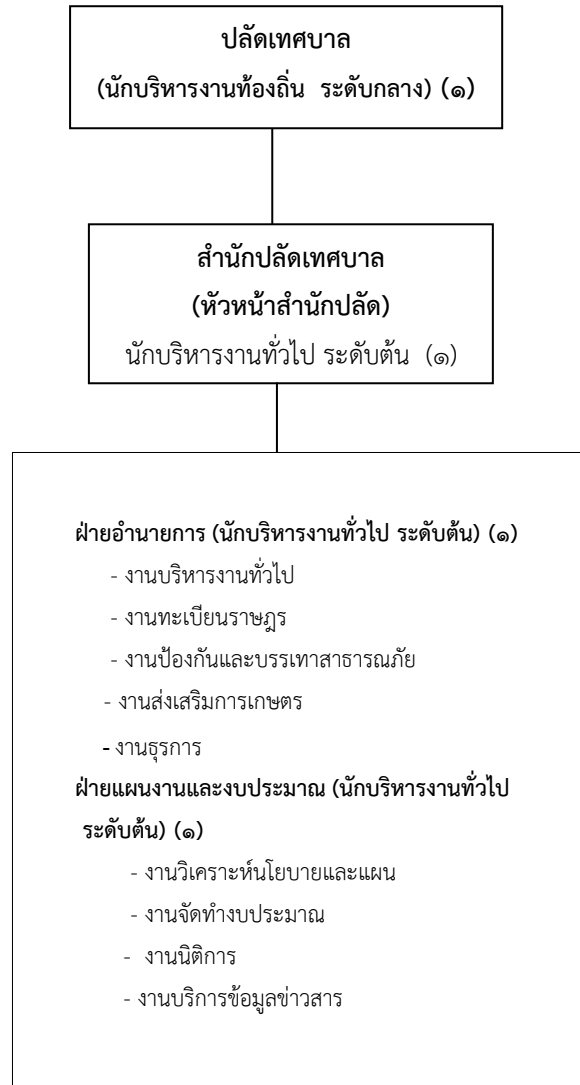 ปลัดเทศบาล
(นักบริหารงานท้องถิ่น ระดับกลาง) (๑)
สำนักปลัดเทศบาล
(หัวหน้าสำนักปลัด)
นักบริหารงานทั่วไป ระดับต้น (๑)
ฝ่ายอำนายการ (นักบริหารงานทั่วไป ระดับต้น) (๑)
- งานบริหารงานทั่วไป
- งานทะเบียนราษฎร
- งานป้องกันและบรรเทาสาธารณภัย
- งานส่งเสริมการเกษตร
- งานธุรการ
ฝ่ายแผนงานและงบประมาณ (นักบริหารงานทั่วไป
ระดับต้น) (๑)
- งานวิเคราะห์นโยบายและแผน
- งานจัดทำงบประมาณ
- งานนิติการ
- งานบริการข้อมูลข่าวสาร